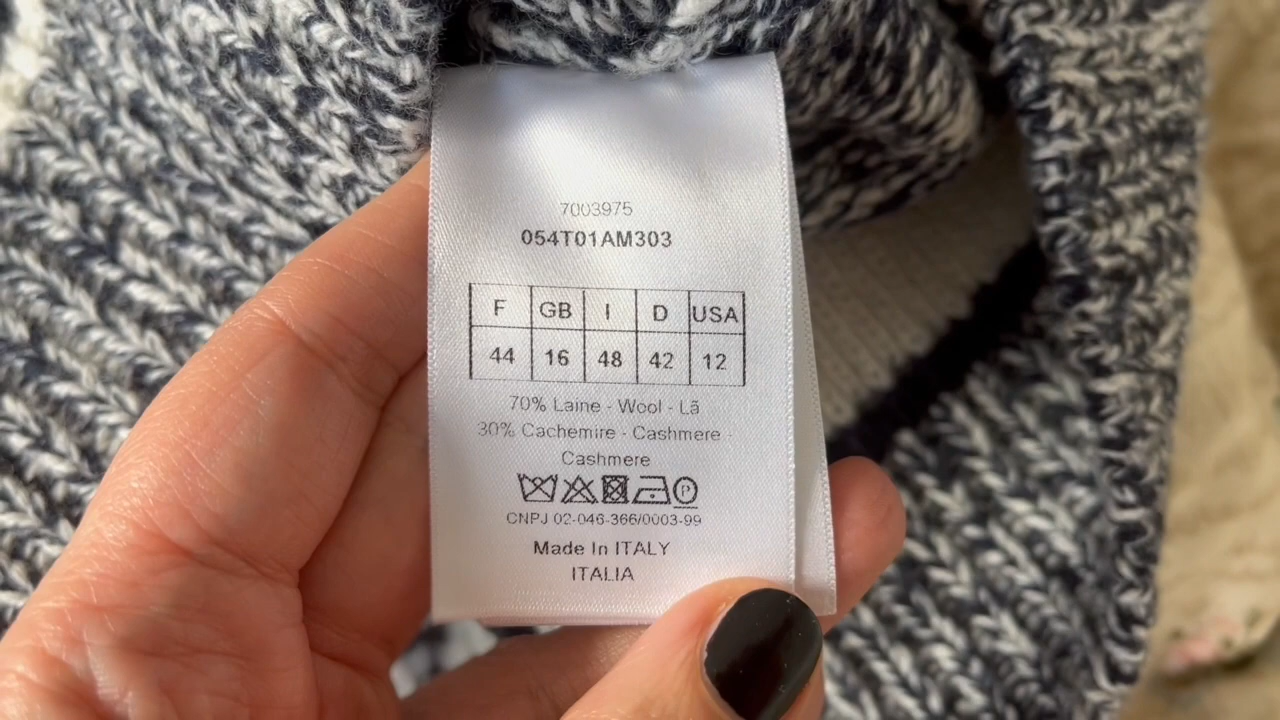 7003975
054T01AM303
F GB I D USA
44 16 48 42 12
70% Laine - Wool - Lã
30% Cachemire - Cashmere -
Cashmere
P
CNPJ 02-046-366/0003-99
Made In ITALY
ITALIA